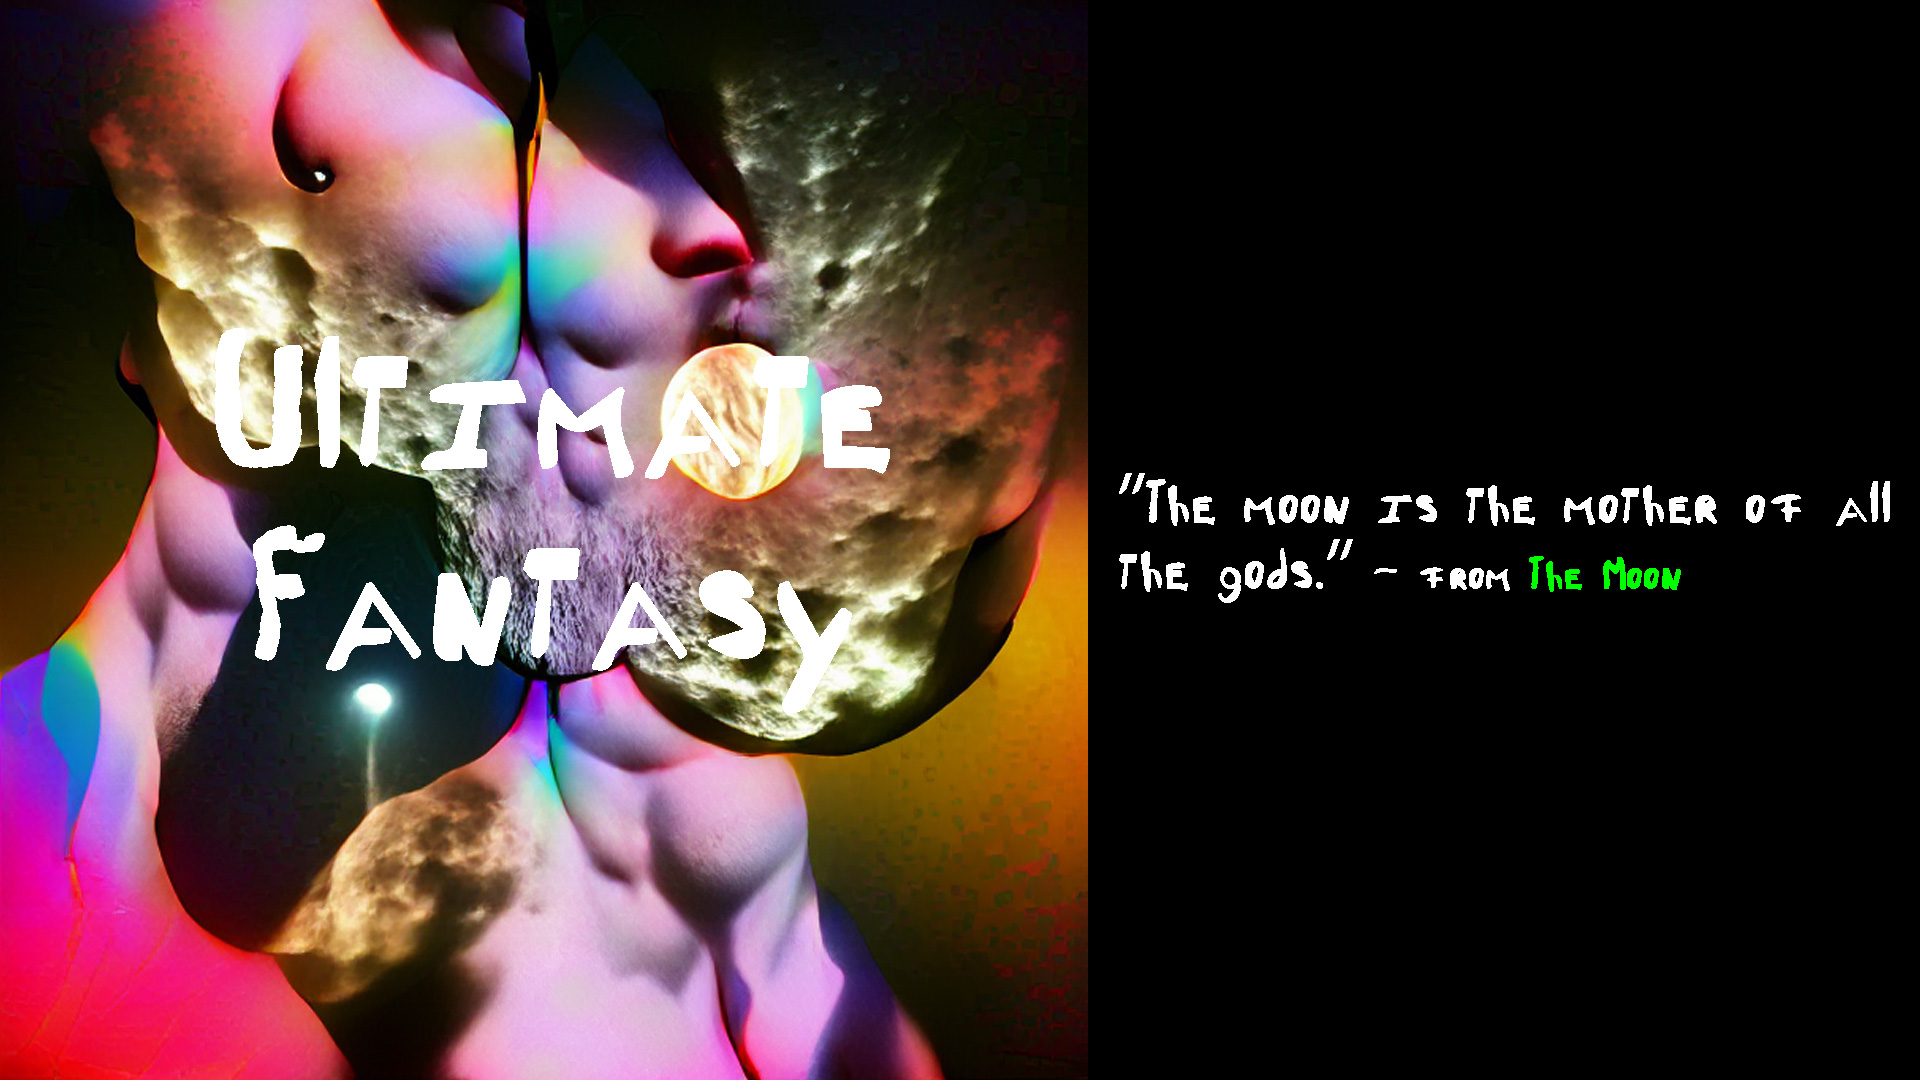 Ultimate
Fantasy
"The moon is the mother of all
the gods." ~ from The Moon